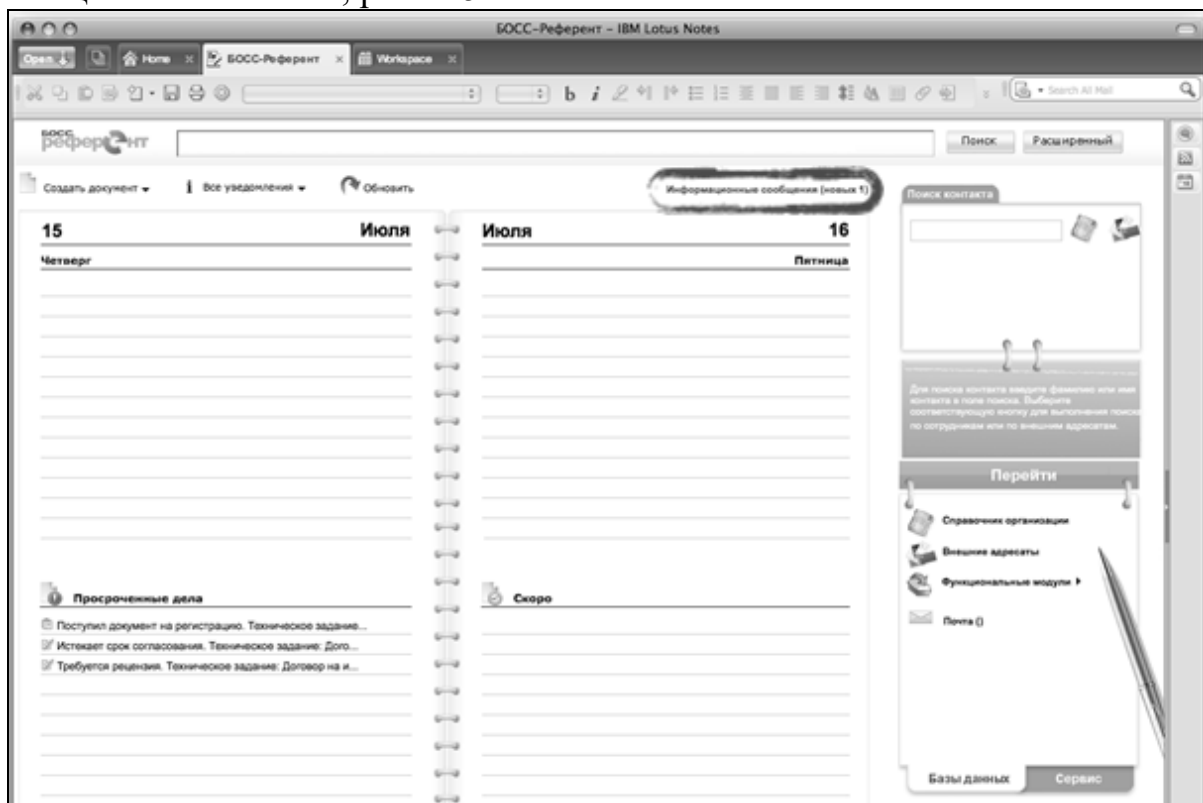 БОСС-Референт – IBM Lotus Notes
Open
Home
БОСС-Референт
Workspace
b i
Search All Mail
БОСС
референт
Поиск
Расширенный
Создать документ
Все уведомления
Обновить
Информационные сообщения (новых 1)
15 Июля
Четверг
Июля 16
Пятница
Поиск контакта
Для поиска контакта введите фамилию или имя
контакта в поле поиска. Выберите
соответствующую кнопку для выполнения поиска
по сотрудникам или по внешним адресатам.
Перейти
Справочник организации
Внешние адресаты
Функциональные модули
Почта ()
Просроченные дела
Поступил документ на регистрацию. Техническое задание...
Истекает срок согласования. Техническое задание: Дого...
Требуется рецензия. Техническое задание: Договор на и...
Скоро
Базы данных
Сервис